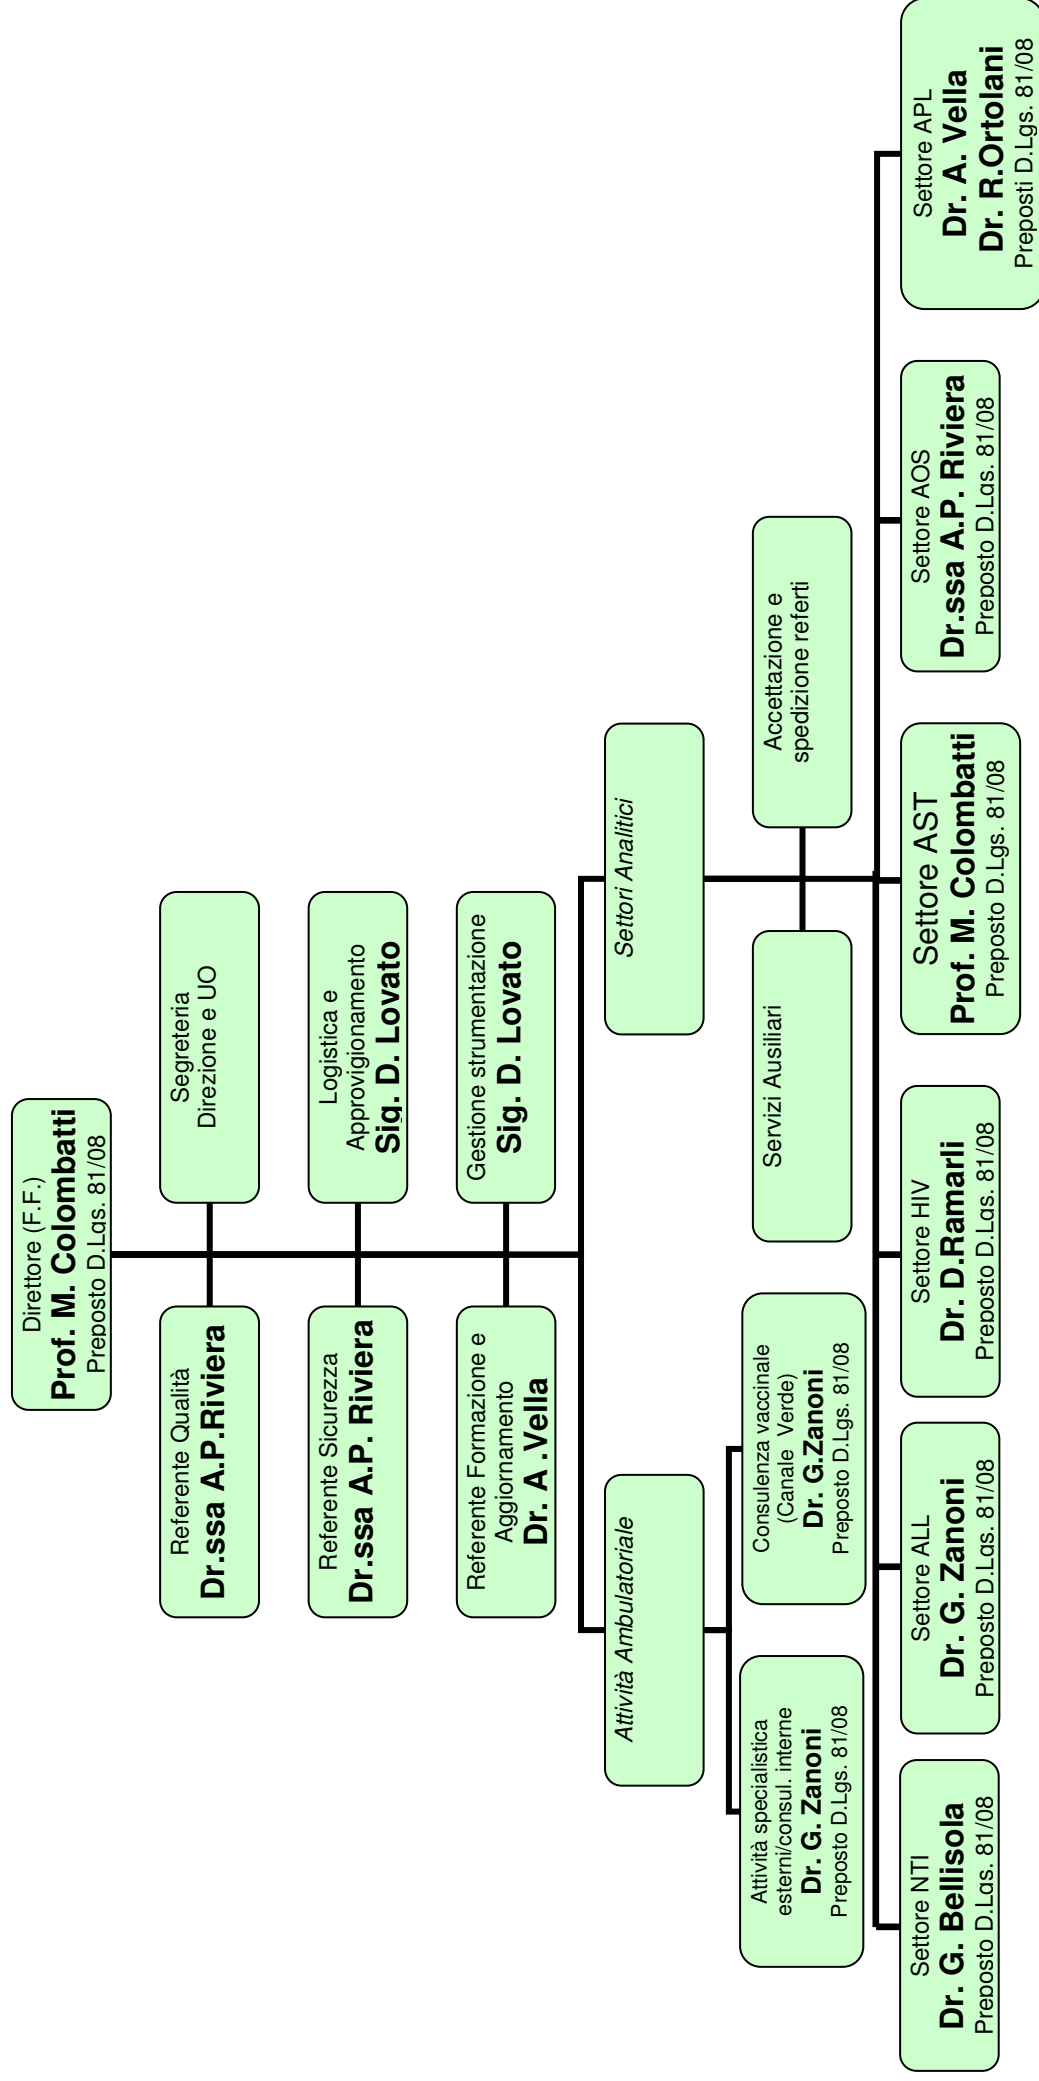 Direttore (F.F.)
Prof. M. Colombatti
Preposto D.Lgs. 81/08
Referente Qualità
Dr.ssa A.P.Riviera
Segreteria
Direzione e UO
Referente Sicurezza
Dr.ssa A.P. Riviera
Logistica e
Approvigionamento
Sig. D. Lovato
Referente Formazione e
Aggiornamento
Dr. A .Vella
Gestione strumentazione
Sig. D. Lovato
Attività Ambulatoriale
Settori Analitici
Attività specialistica
esterni/consul. interne
Dr. G. Zanoni
Preposto D.Lgs. 81/08
Consulenza vaccinale
(Canale Verde)
Dr. G.Zanoni
Preposto D.Lgs. 81/08
Servizi Ausiliari
Accettazione e
spedizione referti
Settore NTI
Dr. G. Bellisola
Preposto D.Lgs. 81/08
Settore ALL
Dr. G. Zanoni
Preposto D.Lgs. 81/08
Settore HIV
Dr. D.Ramarli
Preposto D.Lgs. 81/08
Settore AST
Prof. M. Colombatti
Preposto D.Lgs. 81/08
Settore AOS
Dr.ssa A.P. Riviera
Preposto D.Lgs. 81/08
Settore APL
Dr. A. Vella
Dr. R.Ortolani
Preposti D.Lgs. 81/08